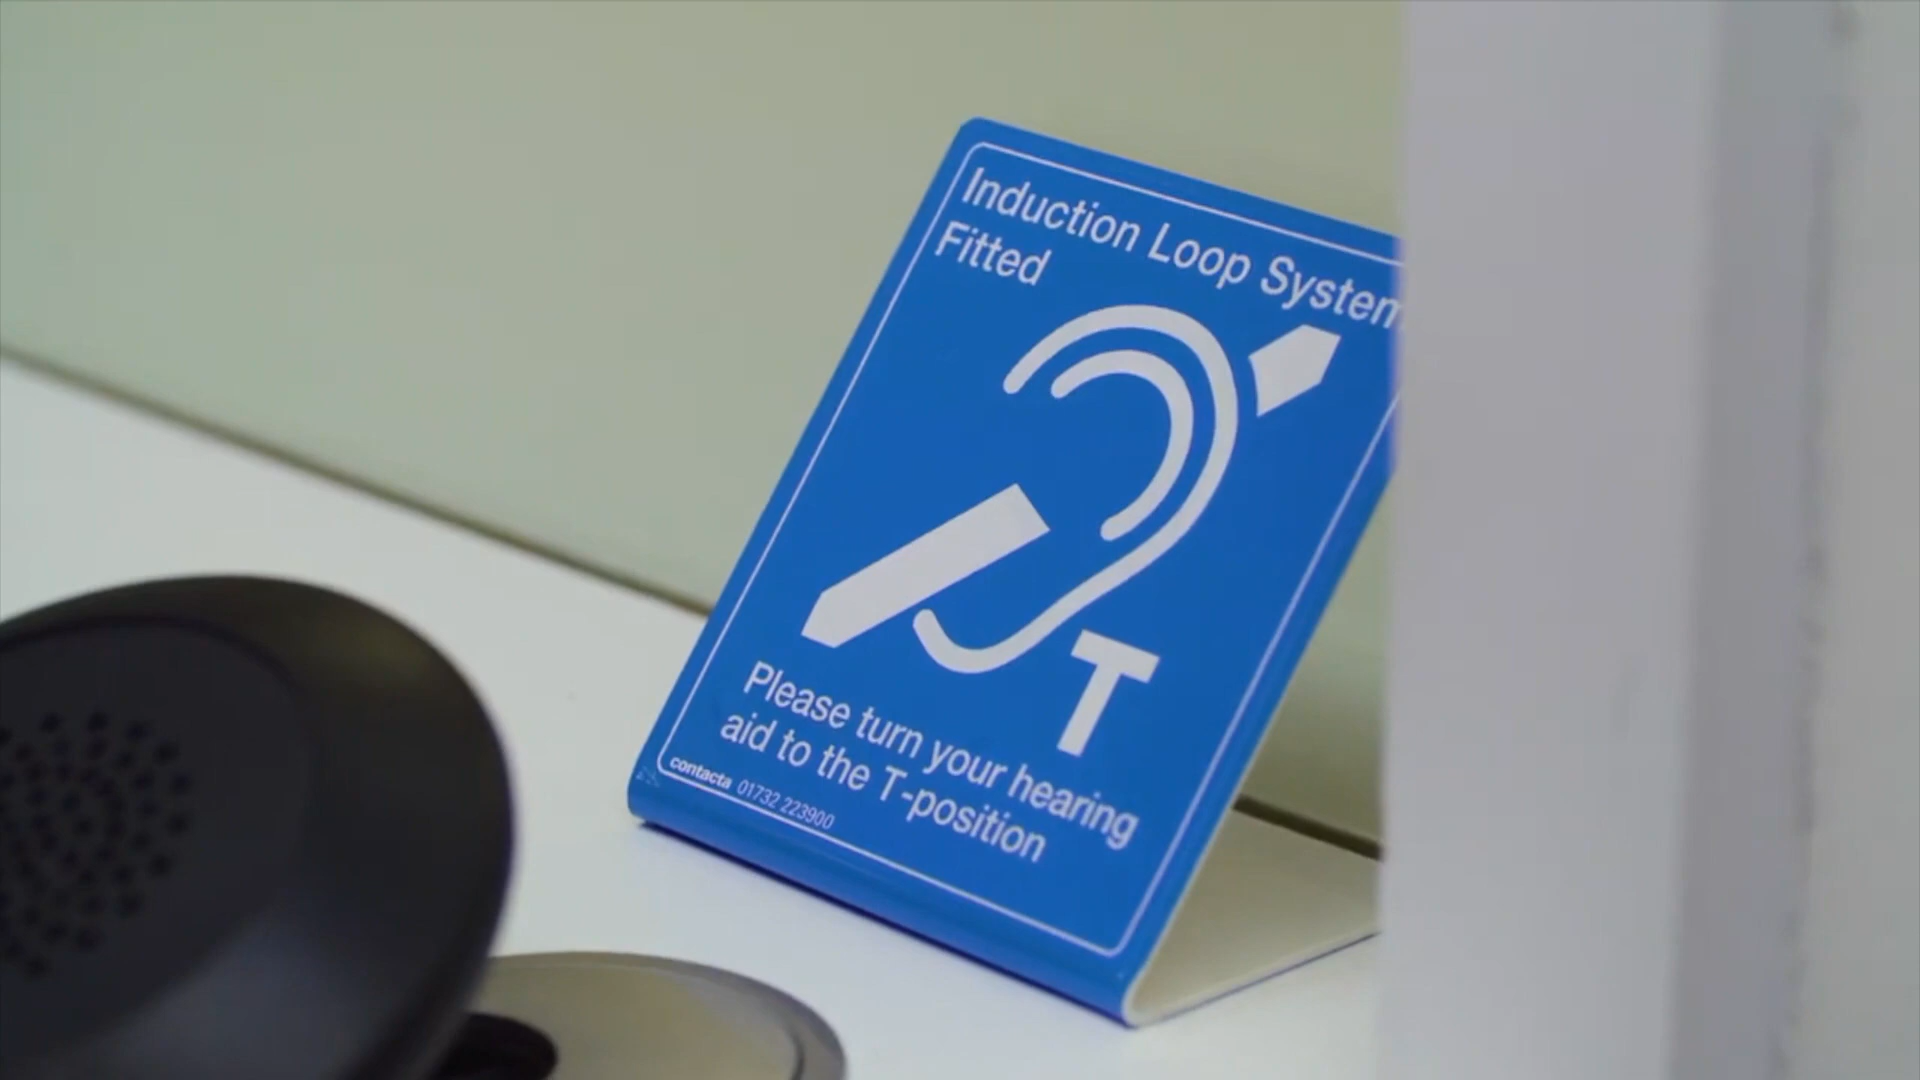 Induction Loop System
Fitted
T
Please turn your hearing
aid to the T-position
contacta 01732 223900